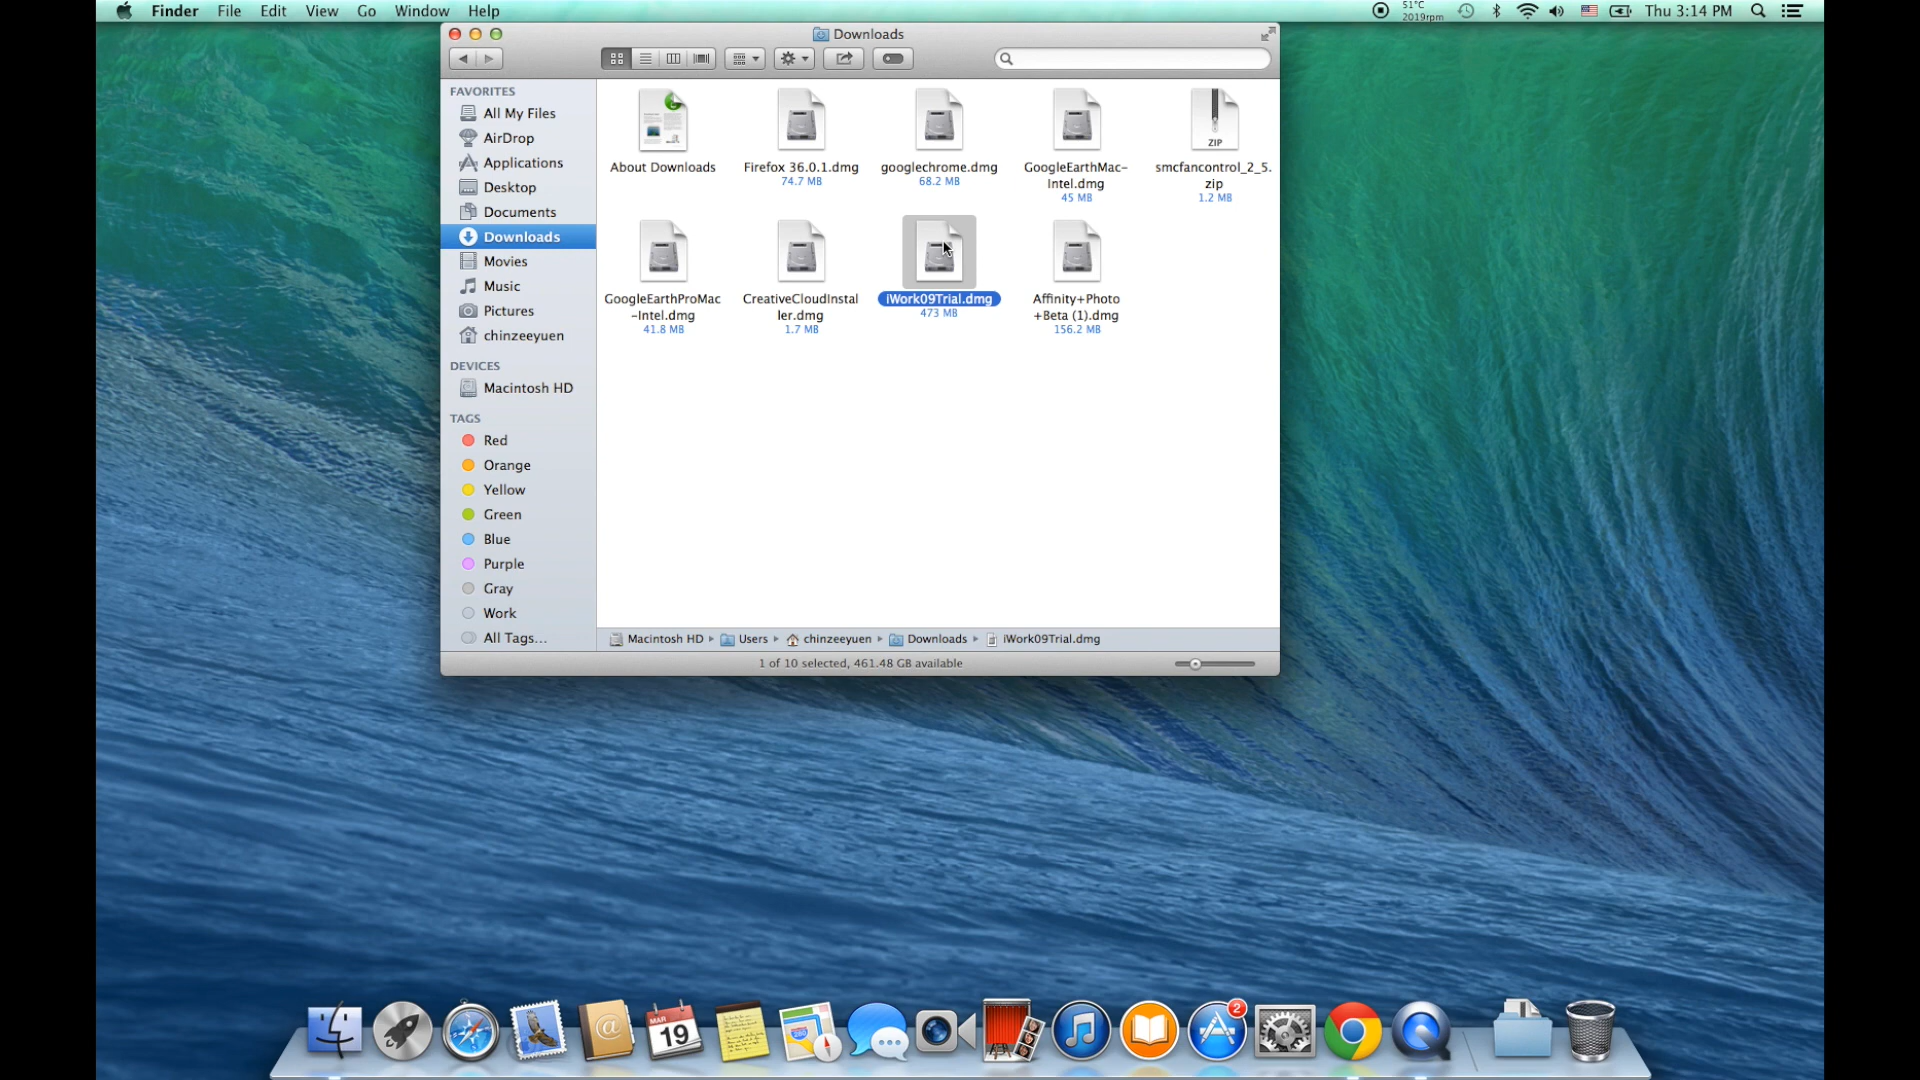 Finder File Edit View Go Window Help
51°C
2019rpm
Thu 3:14 PM
Downloads
FAVORITES
All My Files
AirDrop
Applications
Desktop
Documents
Downloads
Movies
Music
Pictures
chinzeeyuen
DEVICES
Macintosh HD
TAGS
Red
Orange
Yellow
Green
Blue
Purple
Gray
Work
All Tags...
ZIP
About Downloads
Firefox 36.0.1.dmg
74.7 MB
googlechrome.dmg
68.2 MB
GoogleEarthMac-
Intel.dmg
45 MB
smcfancontrol_2_5.
zip
1.2 MB
GoogleEarthProMac
-Intel.dmg
41.8 MB
CreativeCloudInstal
ler.dmg
1.7 MB
iWork09Trial.dmg
473 MB
Affinity+Photo
+Beta (1).dmg
156.2 MB
Macintosh HD Users chinzeeyuen Downloads iWork09Trial.dmg
1 of 10 selected, 461.48 GB available
MAR
19
2